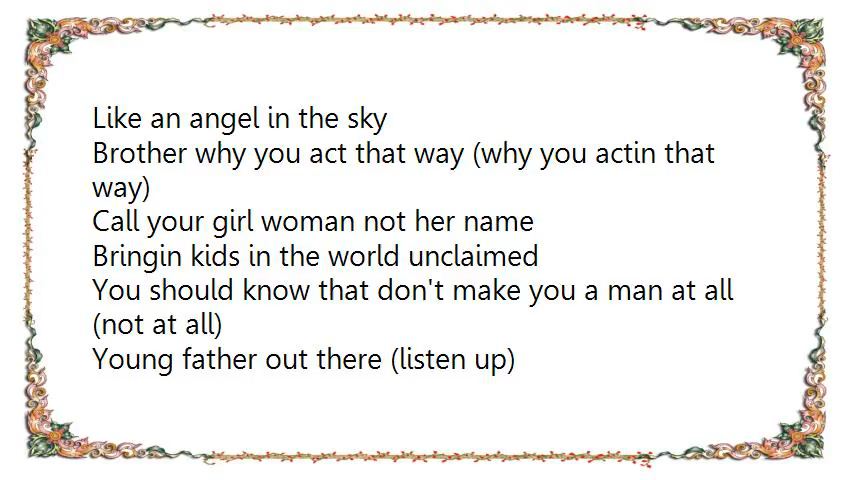 Like an angel in the sky
Brother why you act that way (why you actin that
way)
Call your girl woman not her name
Bringin kids in the world unclaimed
You should know that don't make you a man at all
(not at all)
Young father out there (listen up)